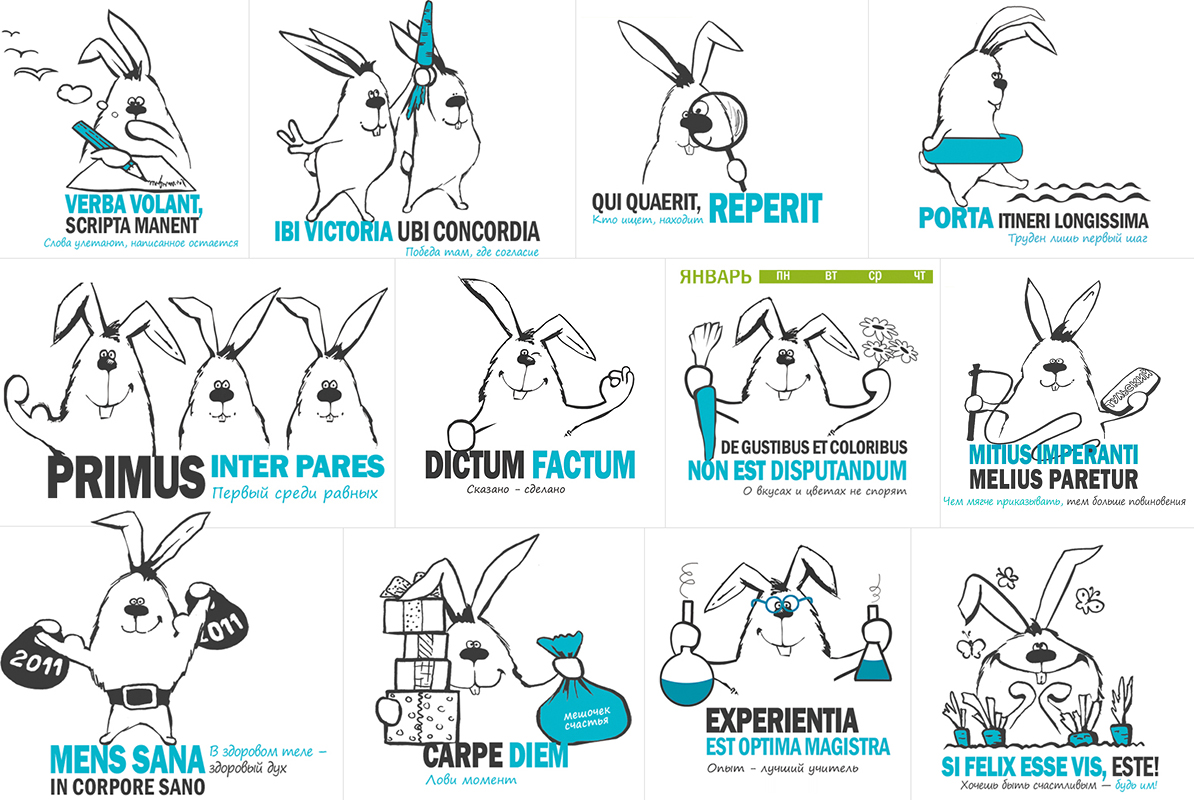 VERBA VOLANT,
SCRIPTA MANENT
Слова улетают, написанное остается
IBI VICTORIA UBI CONCORDIA
Победа там, где согласие
QUI QUAERIT, REPERIT
Кто ищет, находит
PORTA ITINERI LONGISSIMA
Труден лишь первый шаг
PRIMUS INTER PARES
Первый среди равных
DICTUM FACTUM
Сказано - сделано
ЯНВАРЬ ПН ВТ СР ЧТ
DE GUSTIBUS ET COLORIBUS
NON EST DISPUTANDUM
О вкусах и цветах не спорят
ТУЛЬСКИЙ
MITIUS IMPERANTI
MELIUS PARETUR
Чем мягче приказывать, тем больше повиновения
2011
2011
MENS SANA
IN CORPORE SANO
В здоровом теле –
здоровый дух
мешочек
счастья
CARPE DIEM
Лови момент
EXPERIENTIA
EST OPTIMA MAGISTRA
Опыт - лучший учитель
SI FELIX ESSE VIS, ESTE!
Хочешь быть счастливым — будь им!